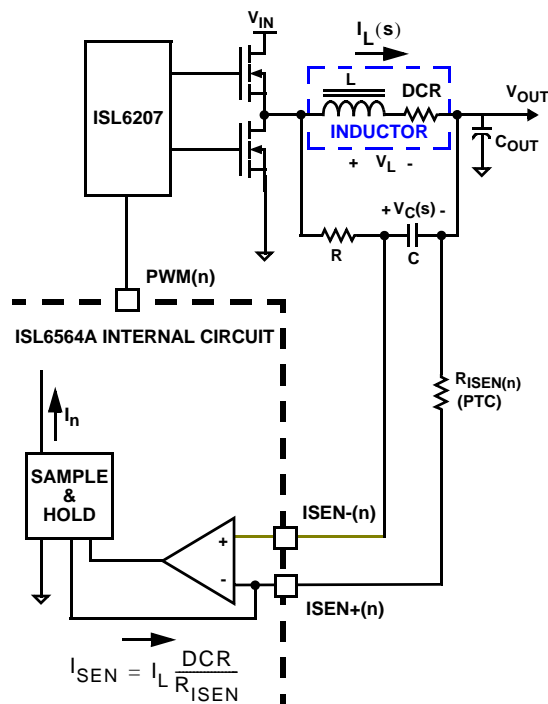 V_IN
I_L(s)
ISL6207
L
DCR
INDUCTOR
V_OUT
C_OUT
+ V_L -
+ V_C(s) -
R
C
PWM(n)
ISL6564A INTERNAL CIRCUIT
R_ISEN(n)
(PTC)
I_n
SAMPLE
&
HOLD
ISEN-(n)
+
-
ISEN+(n)
I_SEN = I_L DCR / R_ISEN